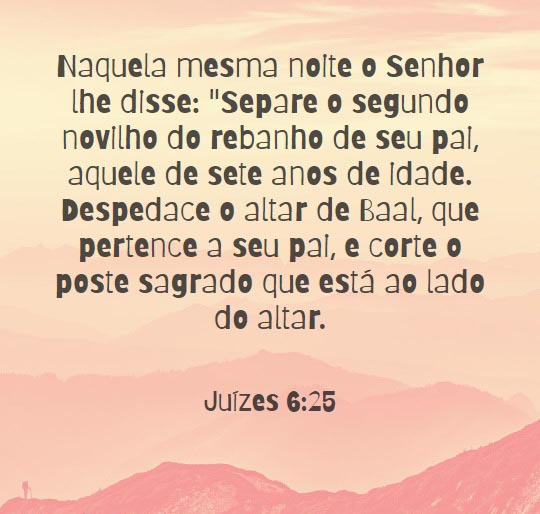 Naquela mesma noite o Senhor
lhe disse: "Separe o segundo
novilho do rebanho de seu pai,
aquele de sete anos de idade.
Despedace o altar de Baal, que
pertence a seu pai, e corte o
poste sagrado que está ao lado
do altar.
Juízes 6:25